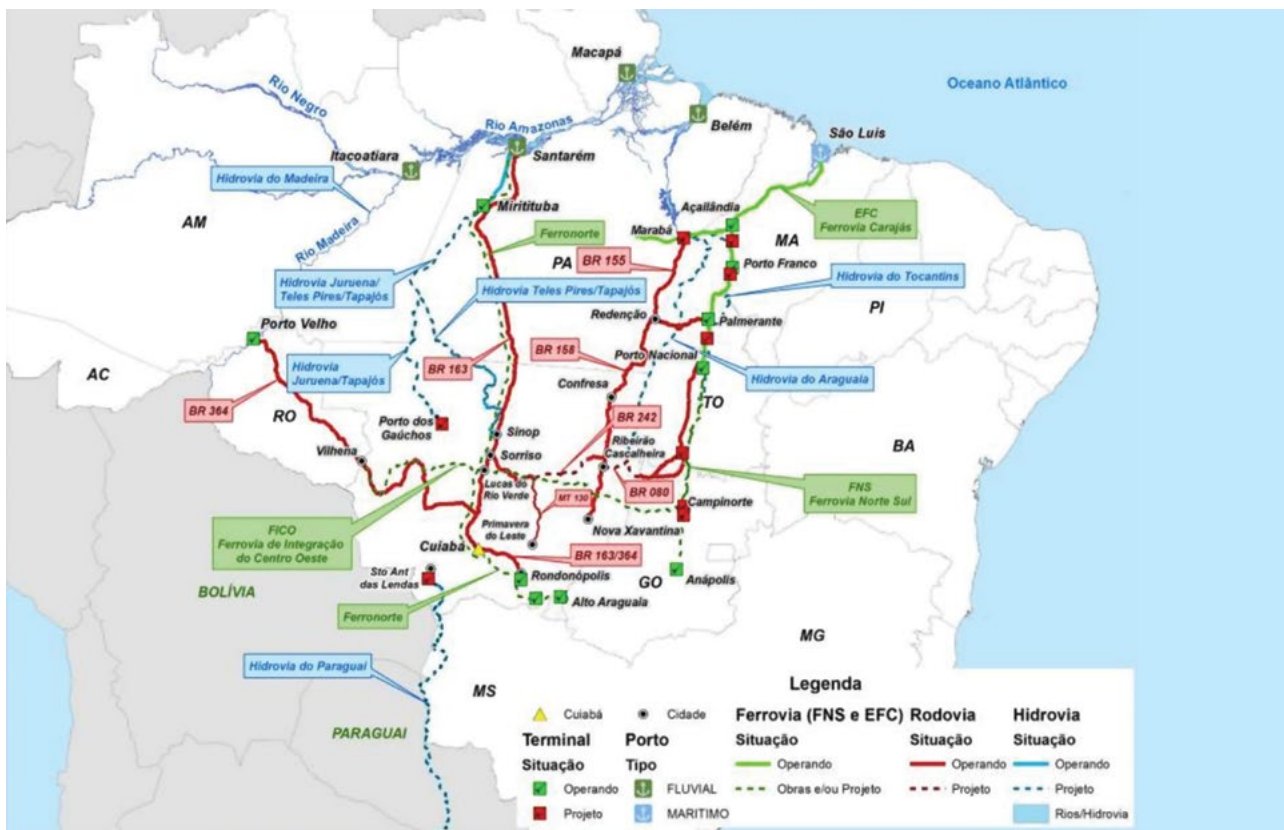 Macapá
Oceano Atlântico
Rio Negro
Belém
São Luís
Rio Amazonas
Itacoatiara
Santarém
Hidrovia do Madeira
Miritituba
Açailândia
EFC
Ferrovia Carajás
AM
Rio Madeira
Ferronorte
Marabá
MA
PA
BR 155
Porto Franco
Hidrovia Juruena/
Teles Pires/Tapajós
Hidrovia Teles Pires/Tapajós
Hidrovia do Tocantins
Redenção
Palmerante
PI
Porto Velho
Hidrovia
Juruena/Tapajós
BR 163
BR 158
Porto Nacional
AC
Confresa
Hidrovia do Araguaia
BR 364
RO
TO
Porto dos
Gaúchos
BR 242
Sinop
Ribeirão
Cascalheira
BA
Vilhena
Sorriso
Lucas do
Rio Verde
MT 130
BR 080
FNS
Ferrovia Norte Sul
Campinorte
FICO
Ferrovia de Integração
do Centro Oeste
Primavera
do Leste
Nova Xavantina
Cuiabá
BR 163/364
Sto Ant
das Lendas
Rondonópolis
GO
Anápolis
BOLÍVIA
Alto Araguaia
Ferronorte
MG
Hidrovia do Paraguai
MS
PARAGUAI
Legenda
Cuiabá
Cidade
Ferrovia (FNS e EFC)
Rodovia
Hidrovia
Terminal
Porto
Situação
Situação
Situação
Situação
Tipo
Operando
Operando
Operando
Operando
FLUVIAL
Obras e/ou Projeto
Projeto
Projeto
Projeto
MARITIMO
Rios/Hidrovia